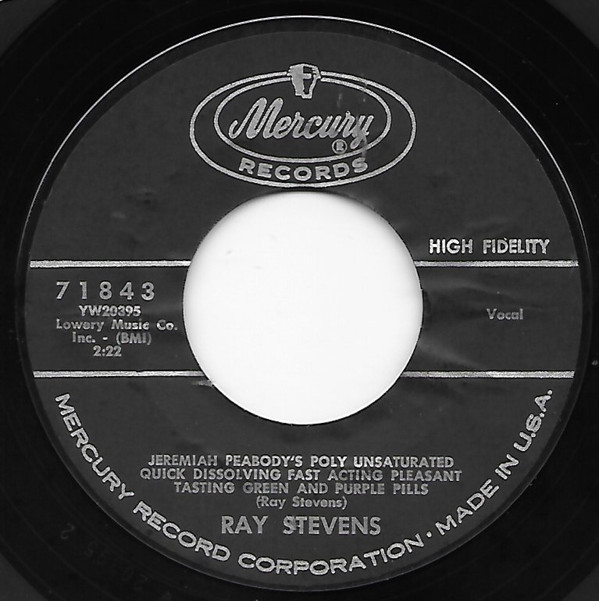 Mercury
®
RECORDS
HIGH FIDELITY
71843
YW20395
Lowery Music Co.
Inc. - (BMI)
2:22
Vocal
JEREMIAH PEABODY'S POLY UNSATURATED
QUICK DISSOLVING FAST ACTING PLEASANT
TASTING GREEN AND PURPLE PILLS
(Ray Stevens)
RAY STEVENS
MERCURY RECORD CORPORATION • MADE IN U.S.A.